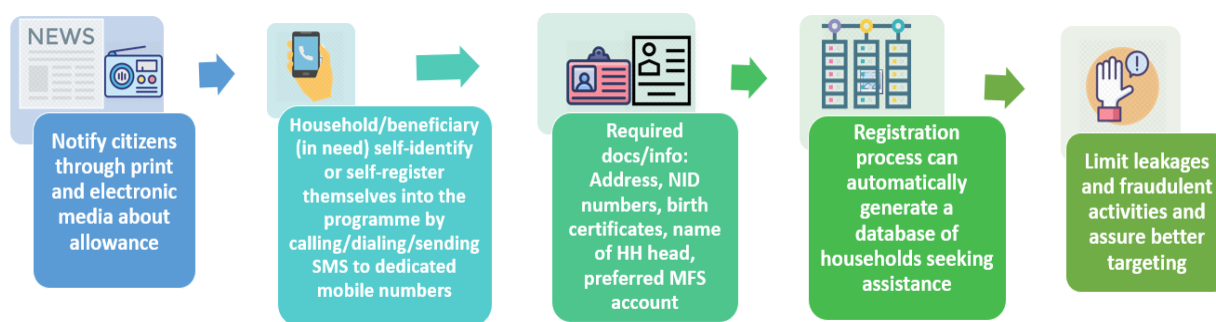 NEWS
Notify citizens
through print
and electronic
media about
allowance
Household/beneficiary
(in need) self-identify
or self-register
themselves into the
programme by
calling/dialing/sending
SMS to dedicated
mobile numbers
Required
docs/info:
Address, NID
numbers, birth
certificates, name
of HH head,
preferred MFS
account
Registration
process can
automatically
generate a
database of
households seeking
assistance
Limit leakages
and fraudulent
activities and
assure better
targeting